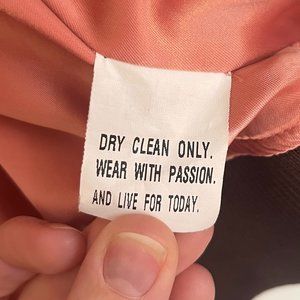 DRY CLEAN ONLY.
WEAR WITH PASSION.
AND LIVE FOR TODAY.